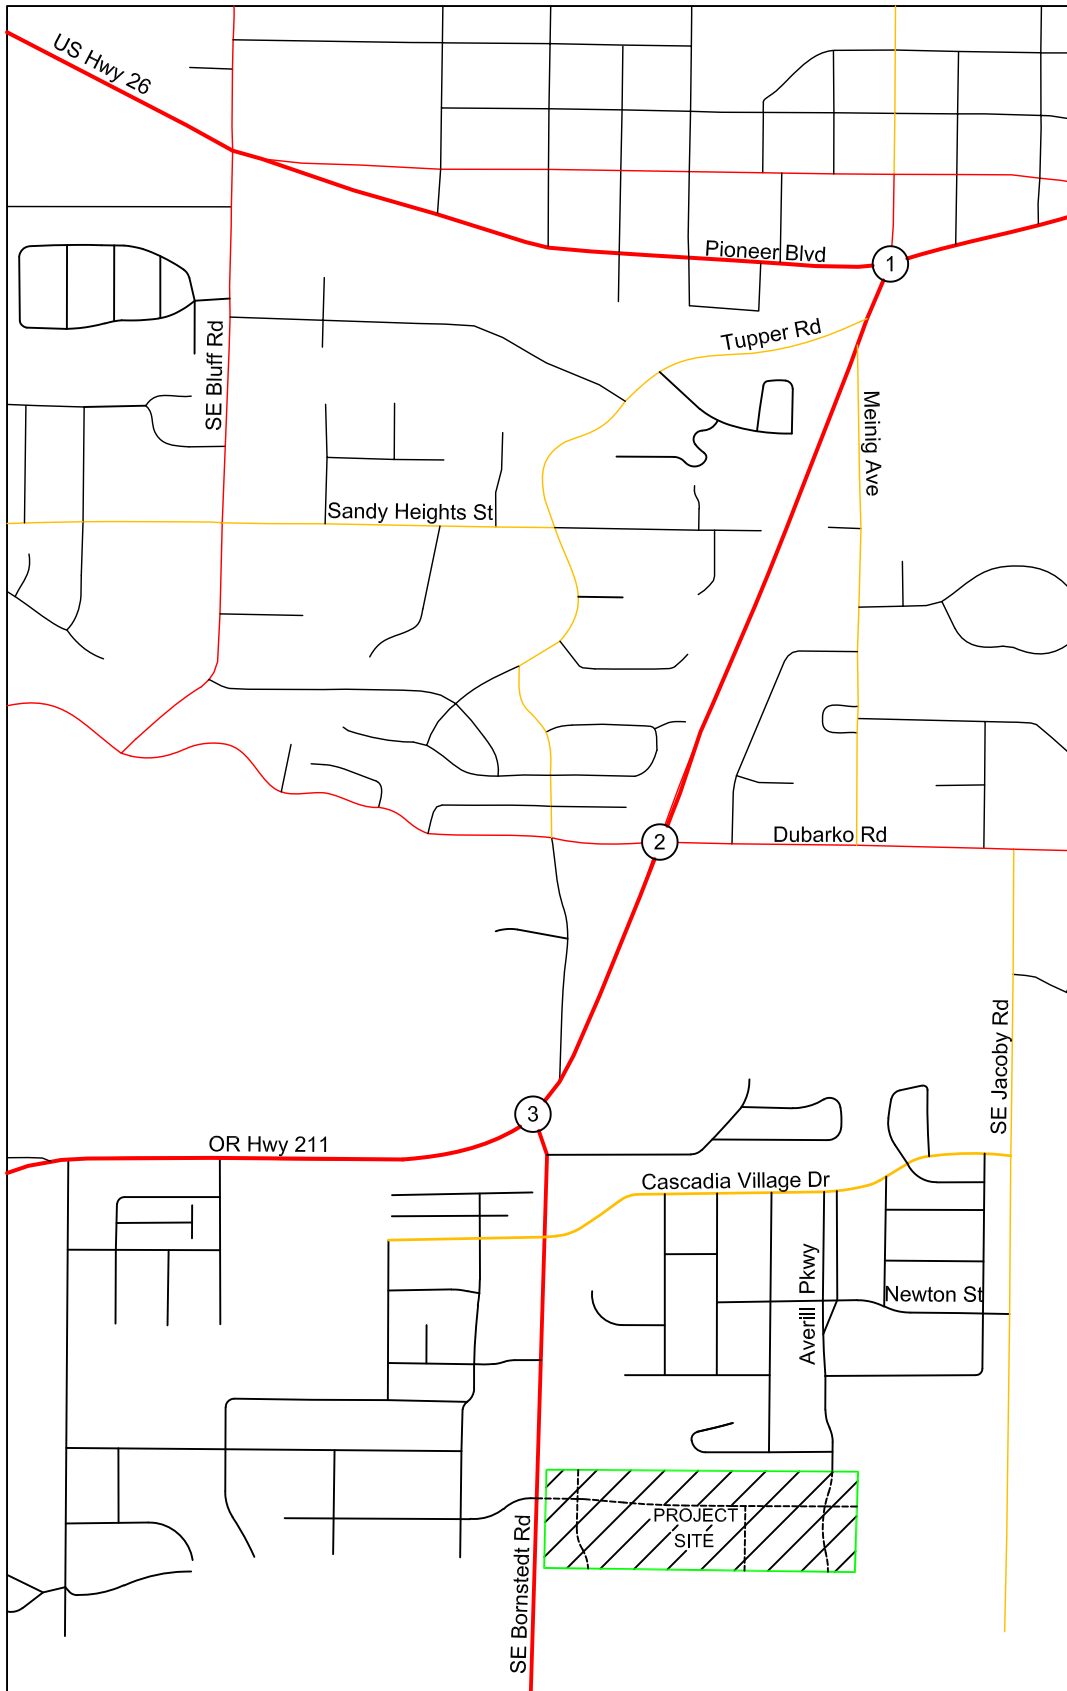 US Hwy 26
Pioneer Blvd
1
Tupper Rd
SE Bluff Rd
Meinig Ave
Sandy Heights St
2
Dubarko Rd
SE Jacoby Rd
3
OR Hwy 211
Cascadia Village Dr
Averill Pkwy
Newton St
PROJECT
SITE
SE Bornstedt Rd